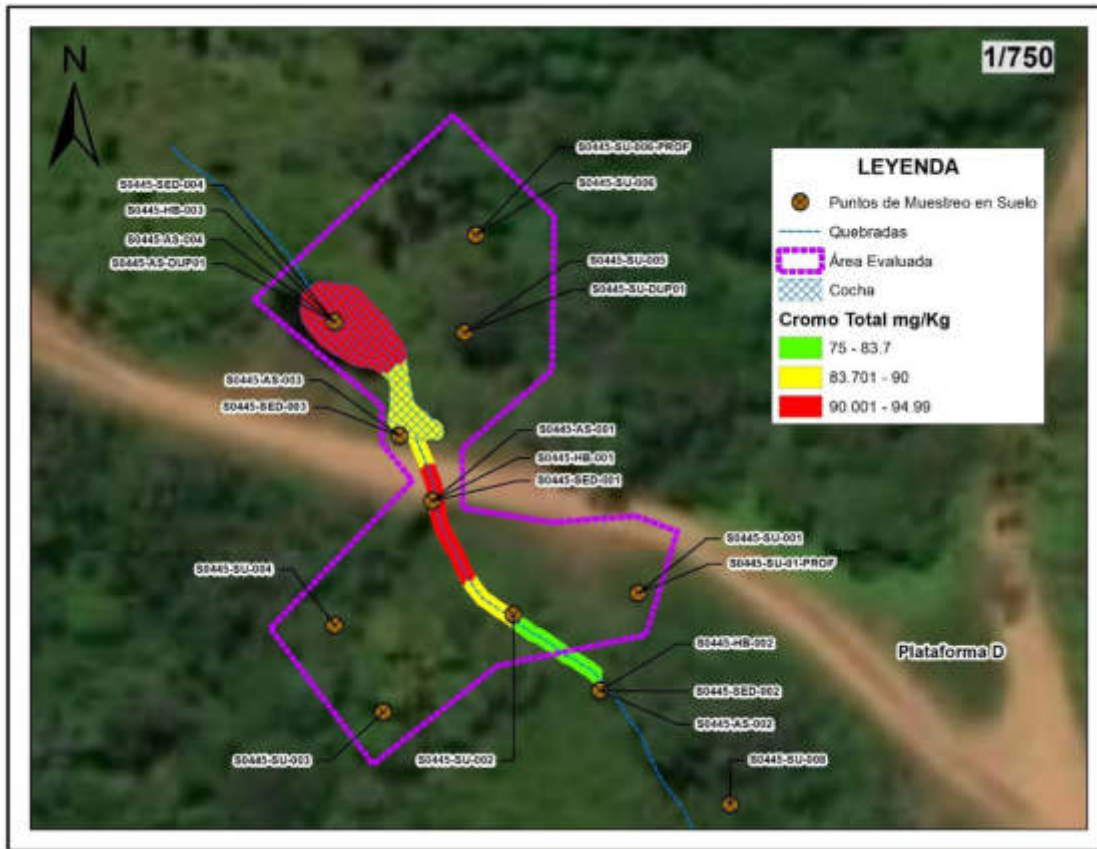 1/750
N
S0445-SU-006-PROF
S0445-SU-006
S0445-SED-004
S0445-HB-003
S0445-AS-004
S0445-AS-DUP01
S0445-SU-005
S0445-SU-DUP01
LEYENDA
Puntos de Muestreo en Suelo
Quebradas
Área Evaluada
Cocha
Cromo Total mg/Kg
75 - 83.7
83.701 - 90
90.001 - 94.99
S0445-AS-003
S0445-SED-003
S0445-AS-001
S0445-HB-001
S0445-SED-001
S0445-SU-001
S0445-SU-01-PROF
S0445-SU-004
S0445-HB-002
Plataforma D
S0445-SED-002
S0445-AS-002
S0445-SU-003
S0445-SU-002
S0445-SU-008